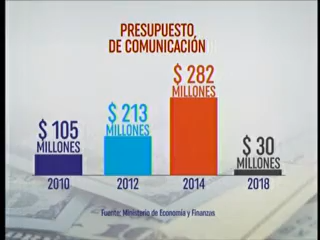 PRESUPUESTO
DE COMUNICACIÓN
$ 105
MILLONES
2010
$ 213
MILLONES
2012
$ 282
MILLONES
2014
$ 30
MILLONES
2018
Fuente: Ministerio de Economía y Finanzas